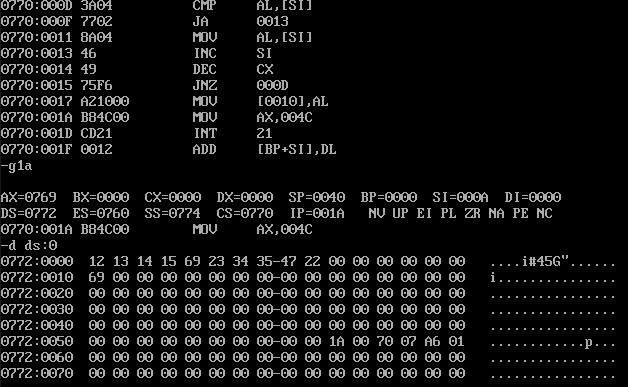 0770:000D 3A04 CMP AL,[SI]
0770:000F 7702 JA 0013
0770:0011 8A04 MOV AL,[SI]
0770:0013 46 INC SI
0770:0014 49 DEC CX
0770:0015 75F6 JNZ 000D
0770:0017 A21000 MOV [0010],AL
0770:001A B84C00 MOV AX,004C
0770:001D CD21 INT 21
0770:001F 0012 ADD [BP+SI],DL
-g1a
AX=0769 BX=0000 CX=0000 DX=0000 SP=0040 BP=0000 SI=000A DI=0000
DS=0772 ES=0760 SS=0774 CS=0770 IP=001A NV UP EI PL ZR NA PE NC
0770:001A B84C00 MOV AX,004C
-d ds:0
0772:0000 12 13 14 15 69 23 34 35-47 22 00 00 00 00 00 00 ....i#45G"......
0772:0010 69 00 00 00 00 00 00 00-00 00 00 00 00 00 00 00 i...............
0772:0020 00 00 00 00 00 00 00 00-00 00 00 00 00 00 00 00 ................
0772:0030 00 00 00 00 00 00 00 00-00 00 00 00 00 00 00 00 ................
0772:0040 00 00 00 00 00 00 00 00-00 00 00 00 00 00 00 00 ................
0772:0050 00 00 00 00 00 00 00 00-00 00 1A 00 70 07 A6 01 ............p...
0772:0060 00 00 00 00 00 00 00 00-00 00 00 00 00 00 00 00 ................
0772:0070 00 00 00 00 00 00 00 00-00 00 00 00 00 00 00 00 ................